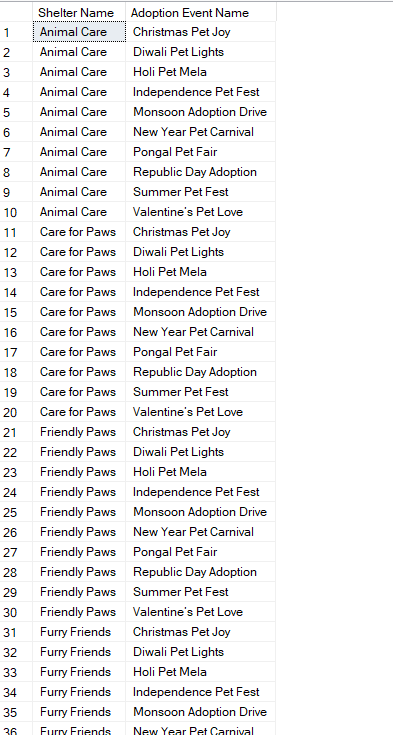 Shelter Name Adoption Event Name
1 Animal Care Christmas Pet Joy
2 Animal Care Diwali Pet Lights
3 Animal Care Holi Pet Mela
4 Animal Care Independence Pet Fest
5 Animal Care Monsoon Adoption Drive
6 Animal Care New Year Pet Carnival
7 Animal Care Pongal Pet Fair
8 Animal Care Republic Day Adoption
9 Animal Care Summer Pet Fest
10 Animal Care Valentine's Pet Love
11 Care for Paws Christmas Pet Joy
12 Care for Paws Diwali Pet Lights
13 Care for Paws Holi Pet Mela
14 Care for Paws Independence Pet Fest
15 Care for Paws Monsoon Adoption Drive
16 Care for Paws New Year Pet Carnival
17 Care for Paws Pongal Pet Fair
18 Care for Paws Republic Day Adoption
19 Care for Paws Summer Pet Fest
20 Care for Paws Valentine's Pet Love
21 Friendly Paws Christmas Pet Joy
22 Friendly Paws Diwali Pet Lights
23 Friendly Paws Holi Pet Mela
24 Friendly Paws Independence Pet Fest
25 Friendly Paws Monsoon Adoption Drive
26 Friendly Paws New Year Pet Carnival
27 Friendly Paws Pongal Pet Fair
28 Friendly Paws Republic Day Adoption
29 Friendly Paws Summer Pet Fest
30 Friendly Paws Valentine's Pet Love
31 Furry Friends Christmas Pet Joy
32 Furry Friends Diwali Pet Lights
33 Furry Friends Holi Pet Mela
34 Furry Friends Independence Pet Fest
35 Furry Friends Monsoon Adoption Drive
36 Furry Friends New Year Pet Carnival